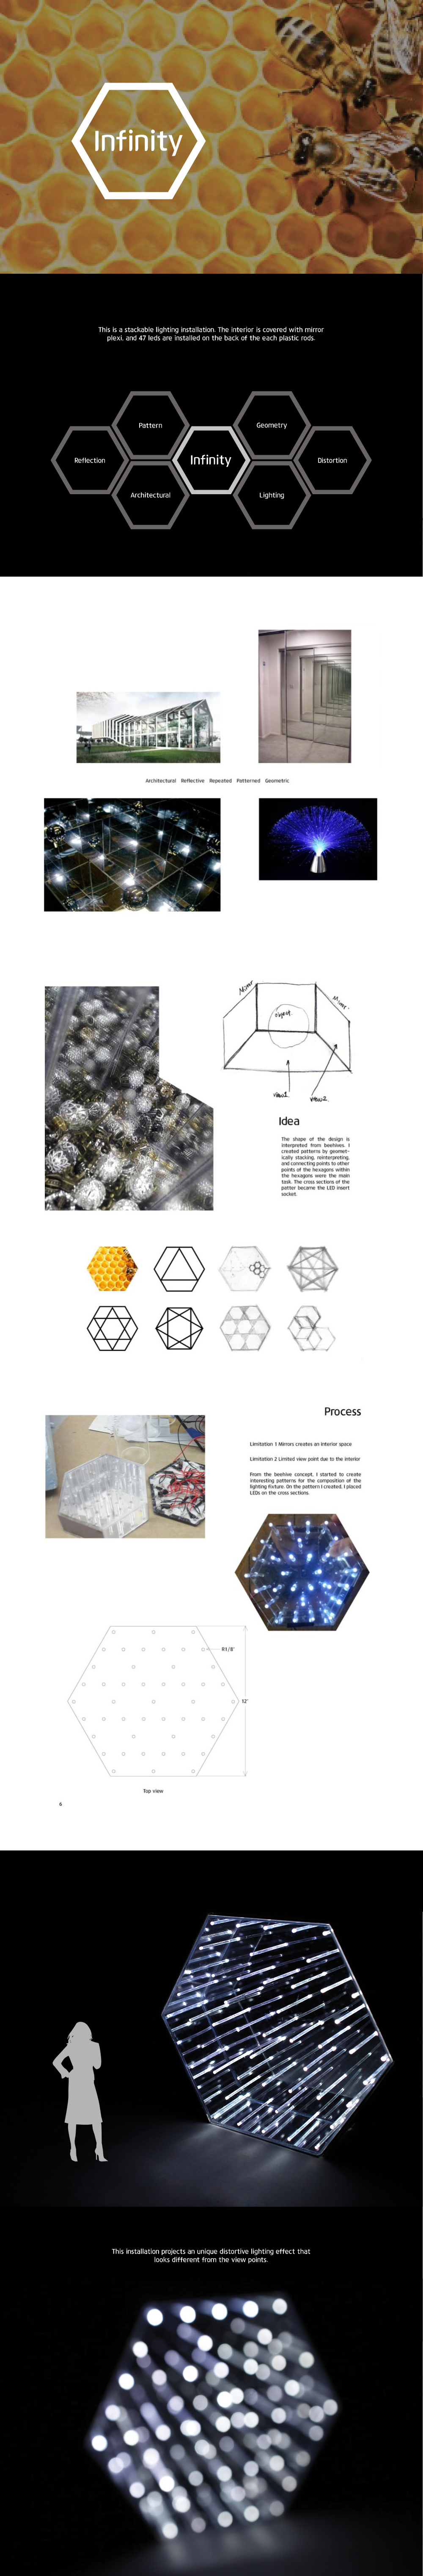 Infinity
This is a stackable lighting installation. The interior is covered with mirror
plexi. and 47 leds are installed on the back of the each plastic rods.
Pattern
Geometry
Reflection
Infinity
Distortion
Architectural
Lighting
Architectural Reflective Repeated Patterned Geometric
Mirror
Mirror
object.
view1
view2
Idea
The shape of the design is
interpreted from beehives. I
created patterns by geomet-
ically stacking, reinterpreting,
and connecting points to other
points of the hexagons within
the hexagons were the main
task. The cross sections of the
patter became the LED insert
socket.
Process
Limitation 1 Mirrors creates an interior space
Limitation 2 Limited view point due to the interior
From the beehive concept, I started to create
interesting patterns for the composition of the
lighting fixture. On the pattern I created, I placed
LEDs on the cross sections.
R1/8"
12"
Top view
6
This installation projects an unique distortive lighting effect that
looks different from the view points.